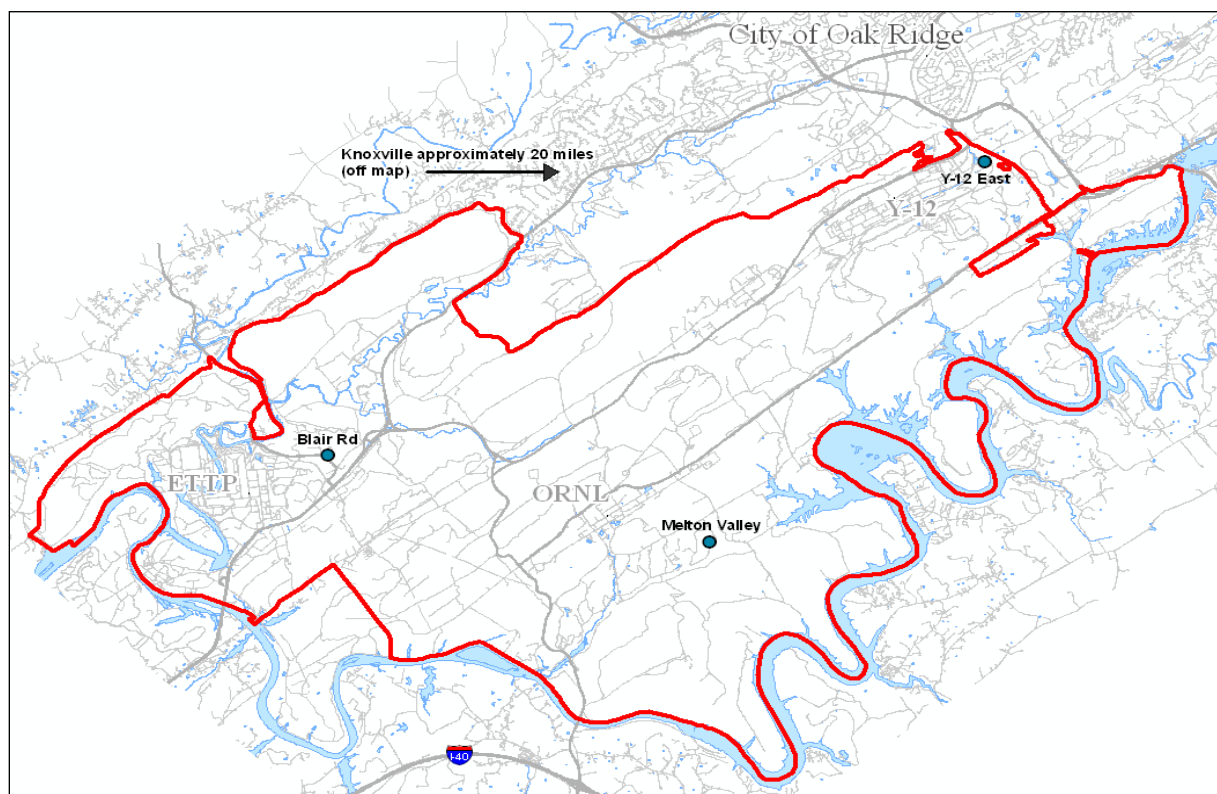 City of Oak Ridge
Knoxville approximately 20 miles
(off map)
Y-12 East
Y-12
Blair Rd
ETTP
ORNL
Melton Valley
I-40